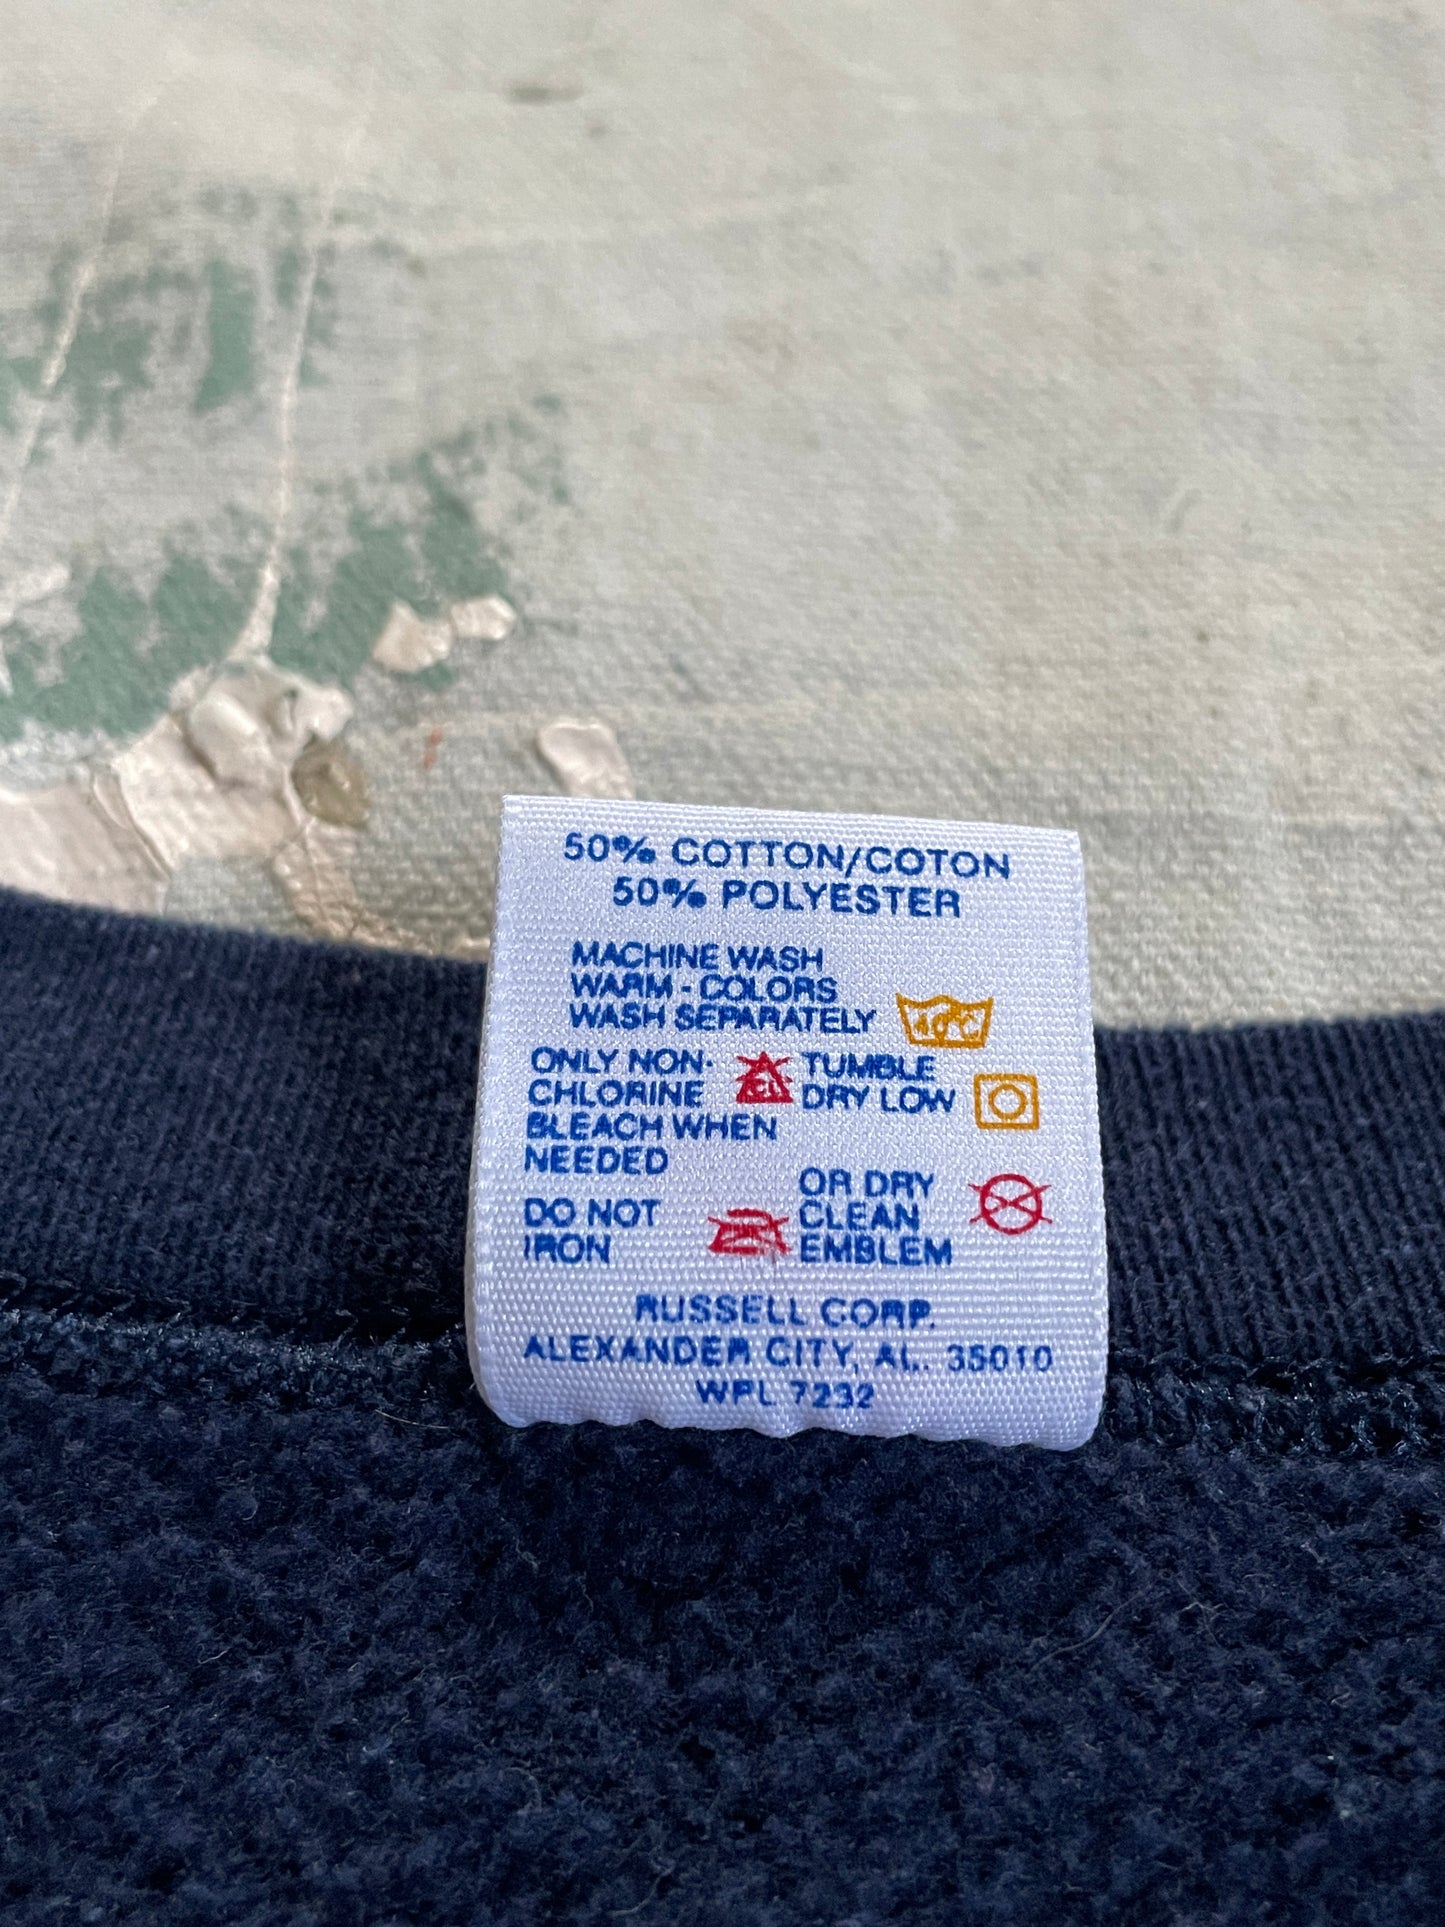 50% COTTON/COTON
50% POLYESTER
MACHINE WASH
WARM - COLORS
WASH SEPARATELY
40°C
ONLY NON-
CHLORINE
BLEACH WHEN
NEEDED
CL
TUMBLE
DRY LOW
DO NOT
IRON
OR DRY
CLEAN
EMBLEM
RUSSELL CORP.
ALEXANDER CITY, AL. 35010
WPL 7232